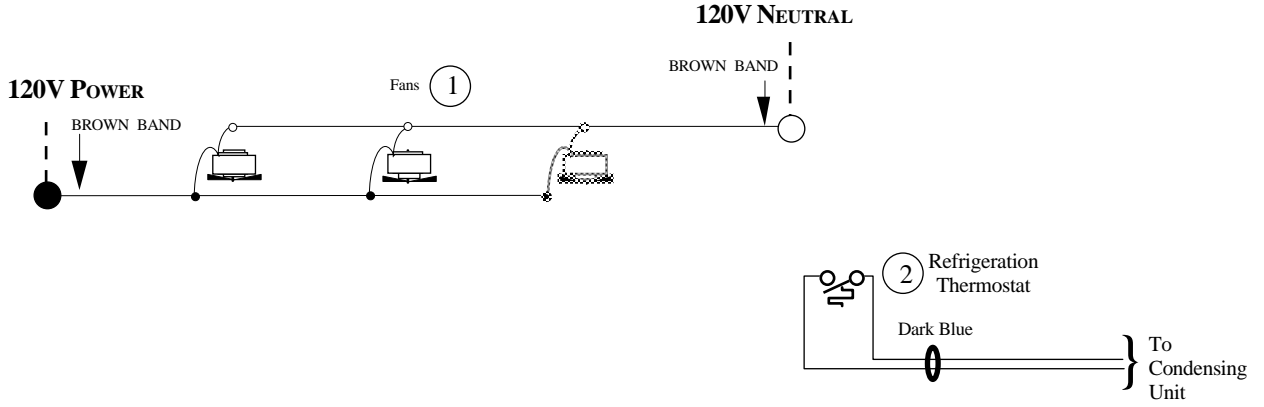 120V NEUTRAL
BROWN BAND
Fans 1
120V POWER
BROWN BAND
2 Refrigeration
Thermostat
Dark Blue
To
Condensing
Unit